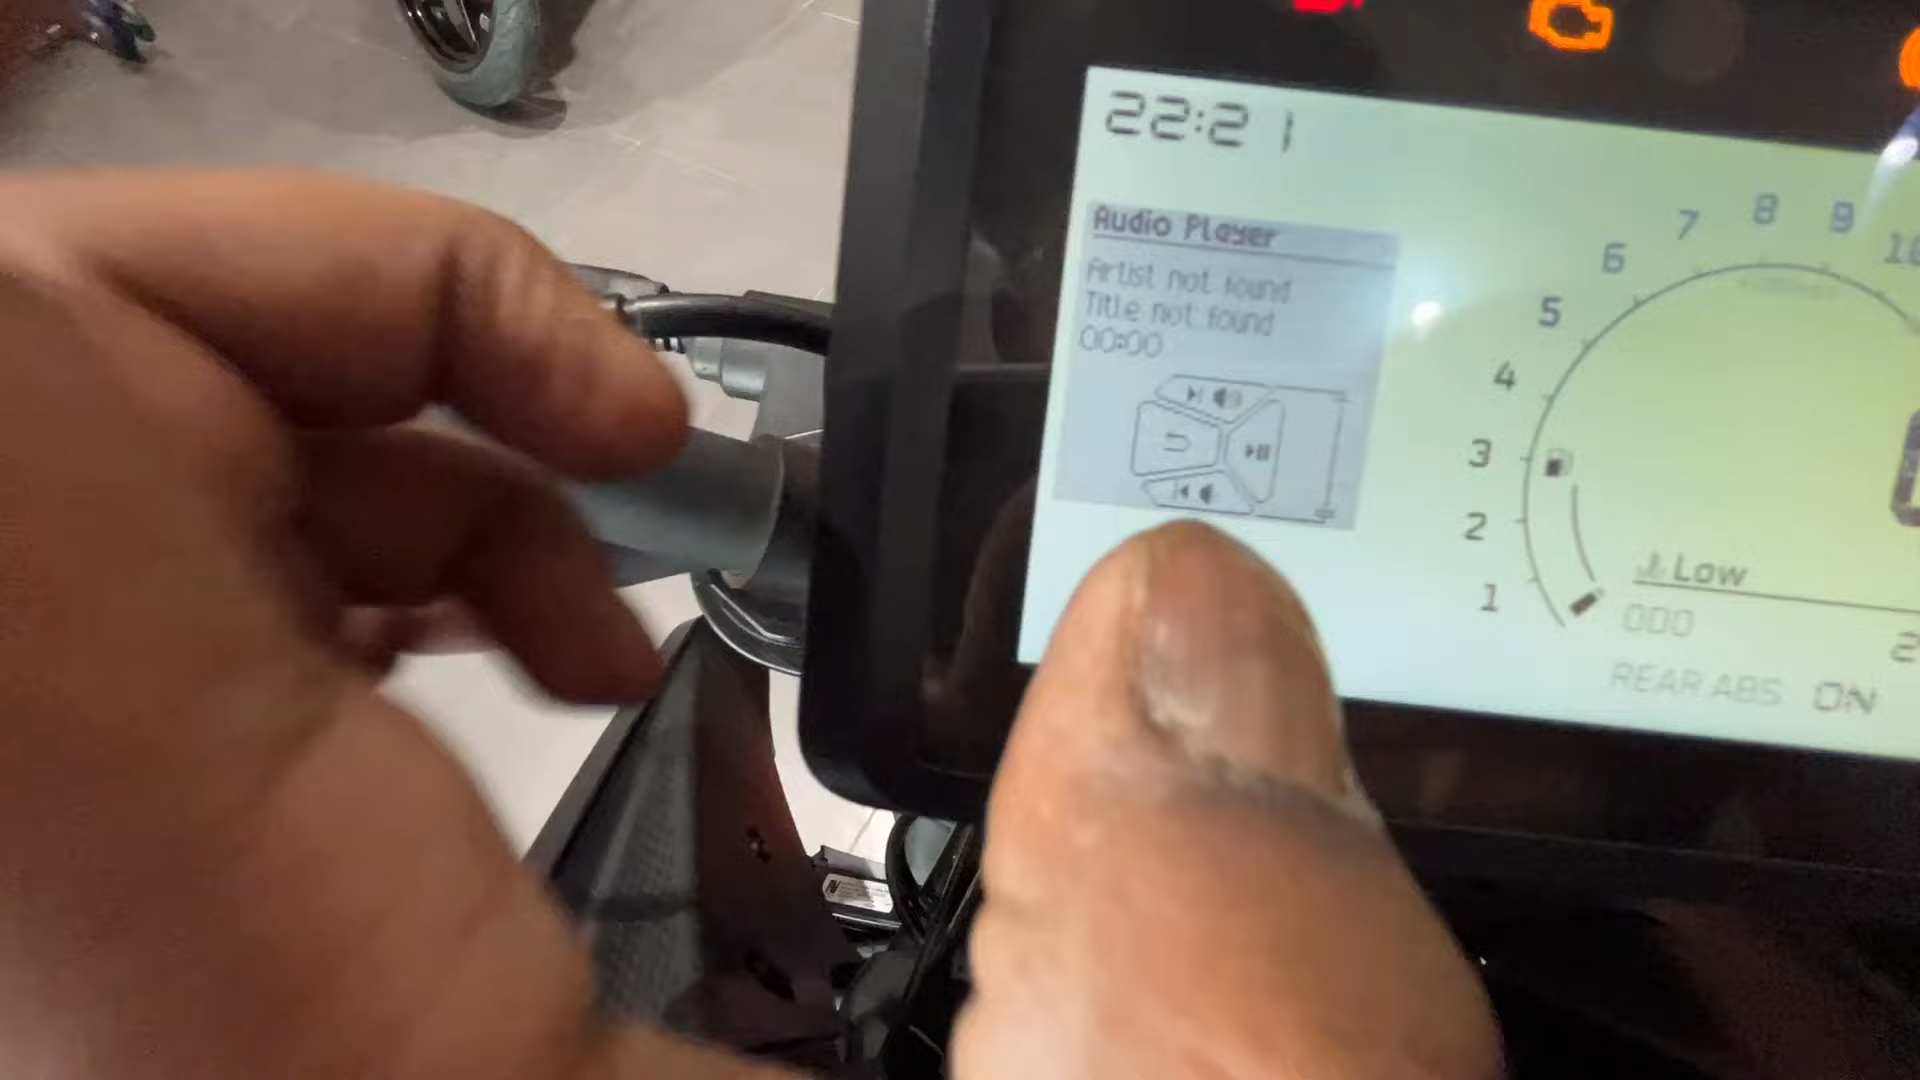 22:21
Audio Player
Artist not found
Title not found
00:00
7 8 9 10
6
5
4
3
2
1
Low
000
REAR ABS ON